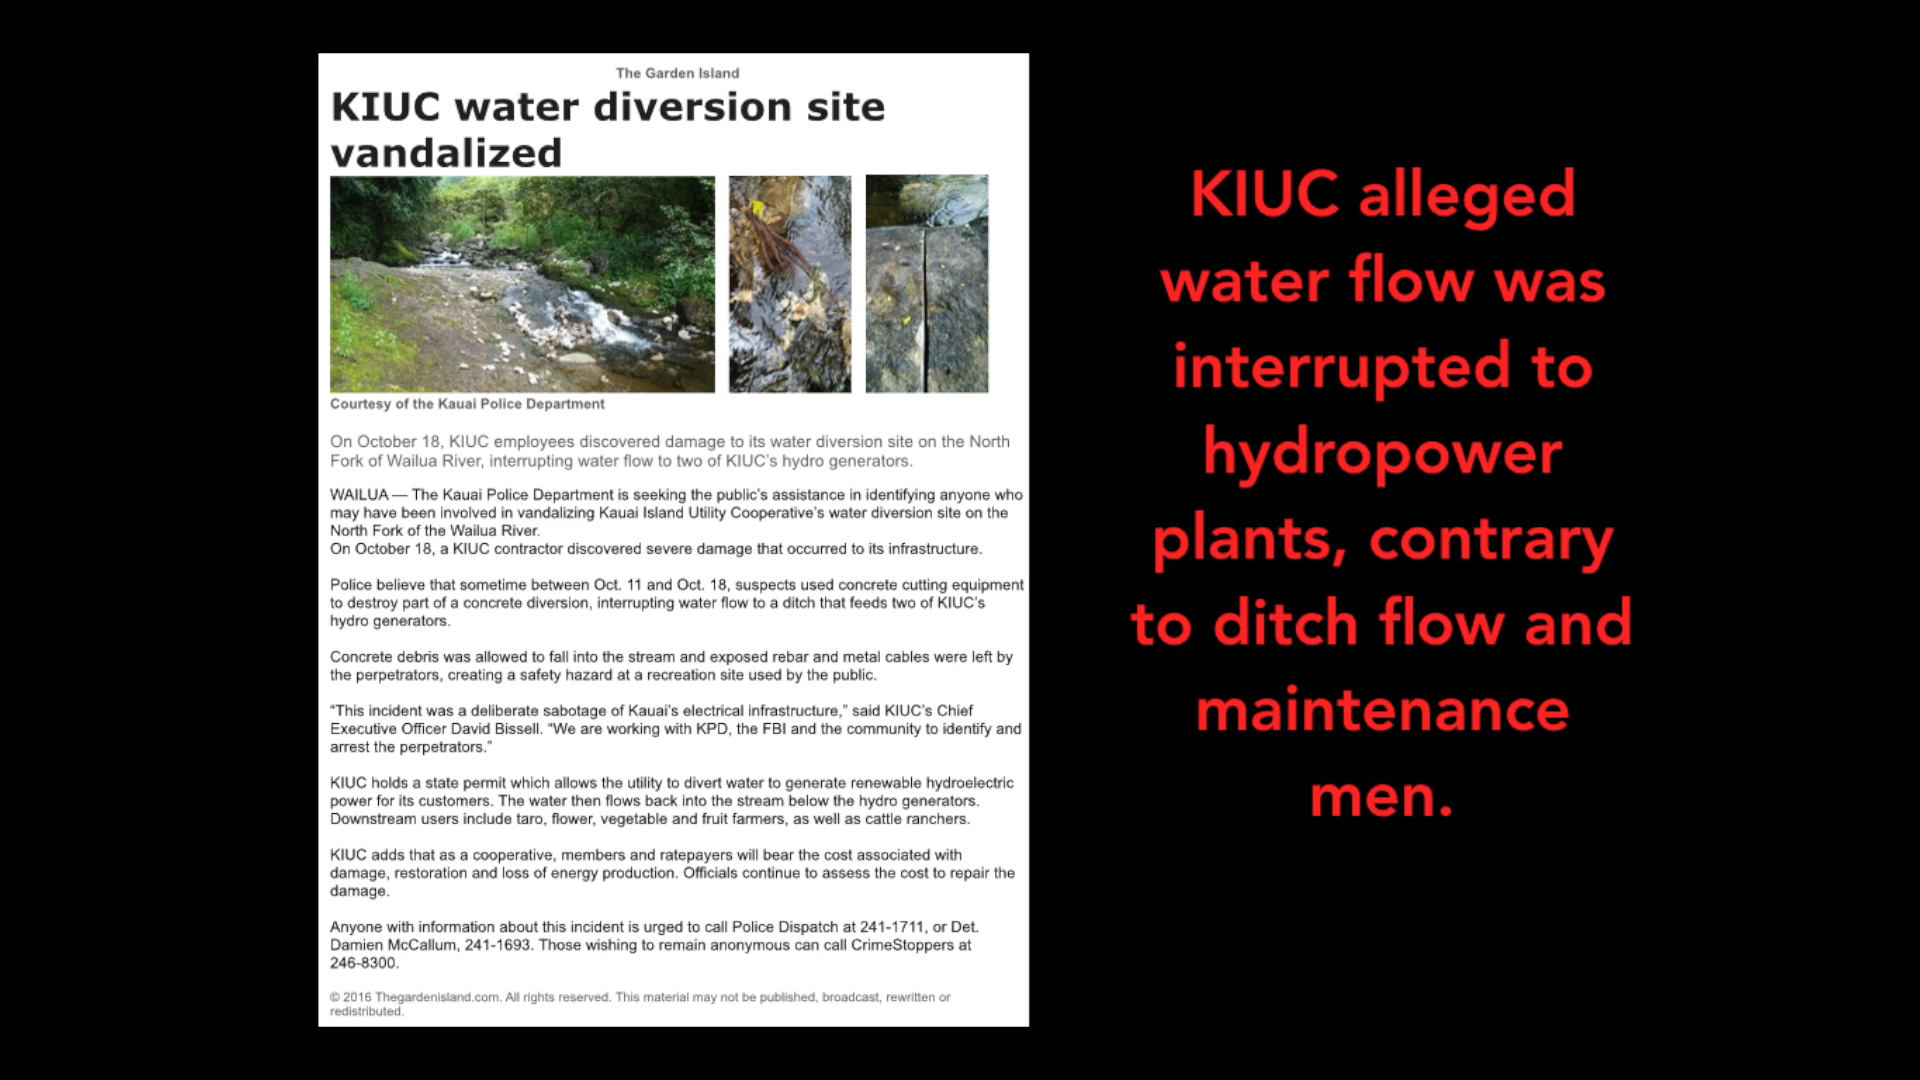 The Garden Island
KIUC water diversion site
vandalized
Courtesy of the Kauai Police Department
On October 18, KIUC employees discovered damage to its water diversion site on the North
Fork of Wailua River, interrupting water flow to two of KIUC's hydro generators.
WAILUA — The Kauai Police Department is seeking the public's assistance in identifying anyone who
may have been involved in vandalizing Kauai Island Utility Cooperative's water diversion site on the
North Fork of the Wailua River.
On October 18, a KIUC contractor discovered severe damage that occurred to its infrastructure.
Police believe that sometime between Oct. 11 and Oct. 18, suspects used concrete cutting equipment
to destroy part of a concrete diversion, interrupting water flow to a ditch that feeds two of KIUC's
hydro generators.
Concrete debris was allowed to fall into the stream and exposed rebar and metal cables were left by
the perpetrators, creating a safety hazard at a recreation site used by the public.
“This incident was a deliberate sabotage of Kauai's electrical infrastructure,” said KIUC's Chief
Executive Officer David Bissell. “We are working with KPD, the FBI and the community to identify and
arrest the perpetrators.”
KIUC holds a state permit which allows the utility to divert water to generate renewable hydroelectric
power for its customers. The water then flows back into the stream below the hydro generators.
Downstream users include taro, flower, vegetable and fruit farmers, as well as cattle ranchers.
KIUC adds that as a cooperative, members and ratepayers will bear the cost associated with
damage, restoration and loss of energy production. Officials continue to assess the cost to repair the
damage.
Anyone with information about this incident is urged to call Police Dispatch at 241-1711, or Det.
Damien McCallum, 241-1693. Those wishing to remain anonymous can call CrimeStoppers at
246-8300.
© 2016 Thegardenisland.com. All rights reserved. This material may not be published, broadcast, rewritten or
redistributed.
KIUC alleged
water flow was
interrupted to
hydropower
plants, contrary
to ditch flow and
maintenance
men.